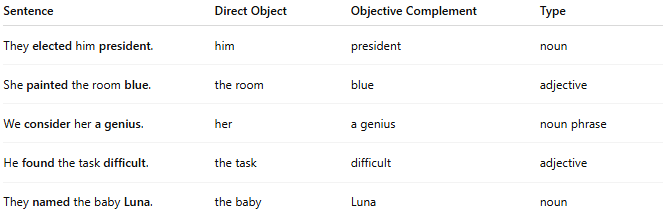 Sentence Direct Object Objective Complement Type
They elected him president. him president noun
She painted the room blue. the room blue adjective
We consider her a genius. her a genius noun phrase
He found the task difficult. the task difficult adjective
They named the baby Luna. the baby Luna noun